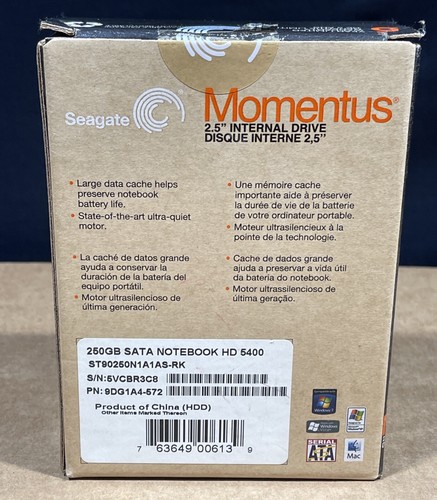 Seagate
Momentus®
2.5" INTERNAL DRIVE
DISQUE INTERNE 2,5"
• Large data cache helps
preserve notebook
battery life.
• State-of-the-art ultra-quiet
motor.
• Une mémoire cache
importante aide à préserver
la durée de vie de la batterie
de votre ordinateur portable.
• Moteur ultrasilencieux à la
pointe de la technologie.
• La caché de datos grande
ayuda a conservar la
duración de la batería del
equipo portátil.
• Motor ultrasilencioso de
última generación.
• Cache de dados grande
ajuda a preservar a vida útil
da bateria do notebook.
• Motor ultrassilencioso de
última geração.
250GB SATA NOTEBOOK HD 5400
ST90250N1A1AS-RK
S/N:5VCBR3C8
PN: 9DG1A4-572
Product of China (HDD)
Other Items Marked Thereon
7 63649 00613 9
Windows 7
SERIAL
ATA
Mac